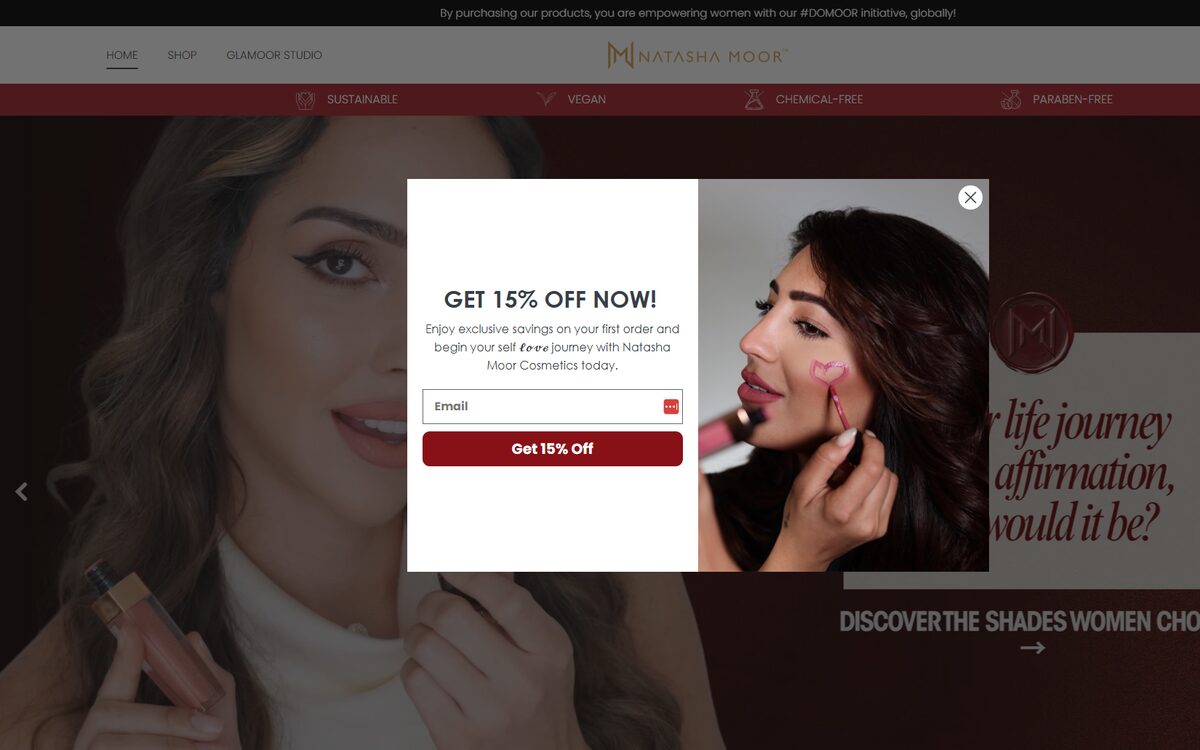 By purchasing our products, you are empowering women with our #DOMOOR initiative, globally!
HOME SHOP GLAMOOR STUDIO
NATASHA MOOR™
SUSTAINABLE VEGAN CHEMICAL-FREE PARABEN-FREE
GET 15% OFF NOW!
Enjoy exclusive savings on your first order and
begin your self love journey with Natasha
Moor Cosmetics today.
Email
Get 15% Off
life journey
affirmation,
would it be?
DISCOVER THE SHADES WOMEN CHO